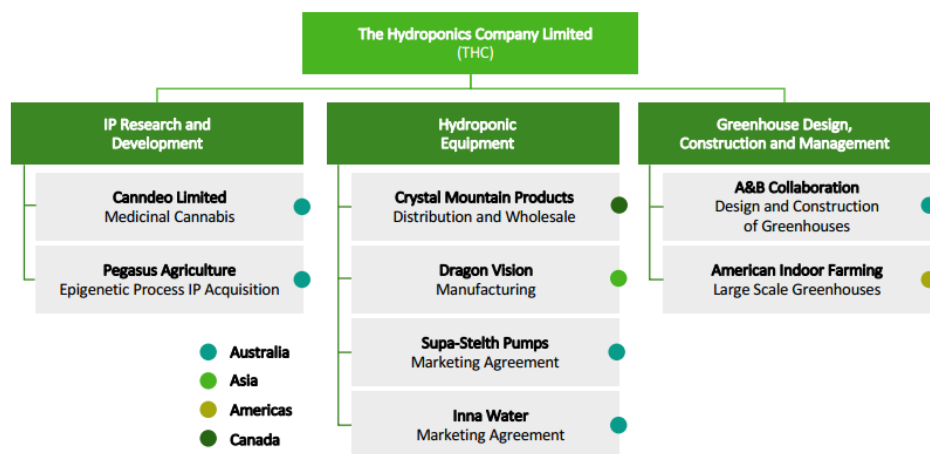 The Hydroponics Company Limited
(THC)
IP Research and
Development
Canndeo Limited
Medicinal Cannabis
Pegasus Agriculture
Epigenetic Process IP Acquisition
Hydroponic
Equipment
Crystal Mountain Products
Distribution and Wholesale
Dragon Vision
Manufacturing
Supa-Stelth Pumps
Marketing Agreement
Inna Water
Marketing Agreement
Greenhouse Design,
Construction and Management
A&B Collaboration
Design and Construction
of Greenhouses
American Indoor Farming
Large Scale Greenhouses
Australia
Asia
Americas
Canada